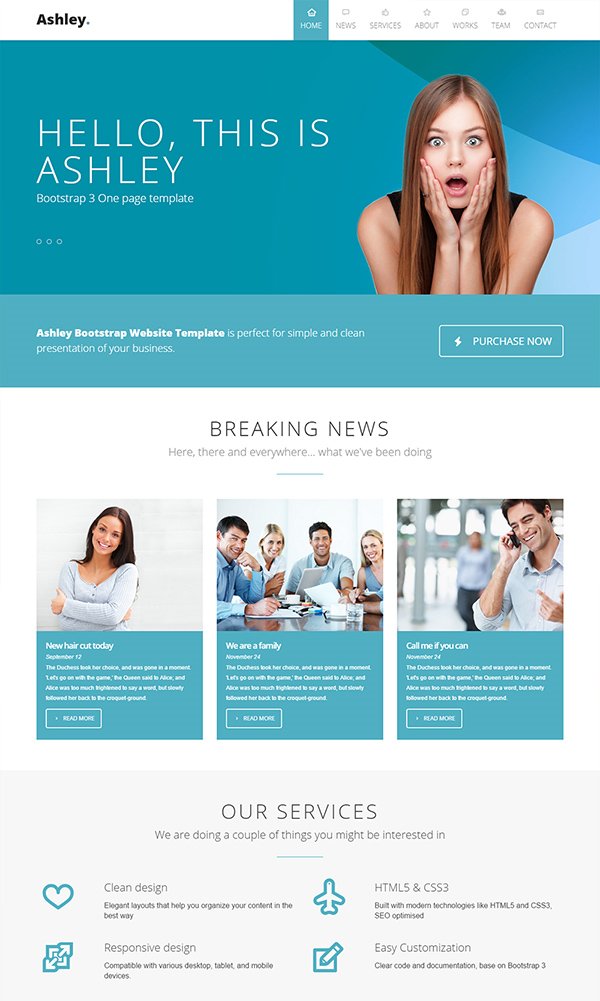 Ashley.
HOME NEWS SERVICES ABOUT WORKS TEAM CONTACT
HELLO, THIS IS
ASHLEY
Bootstrap 3 One page template
Ashley Bootstrap Website Template is perfect for simple and clean
presentation of your business.
PURCHASE NOW
BREAKING NEWS
Here, there and everywhere... what we've been doing
New hair cut today
September 12
The Duchess took her choice, and was gone in a moment.
'Let's go on with the game,' the Queen said to Alice; and
Alice was too much frightened to say a word, but slowly
followed her back to the croquet-ground.
READ MORE
We are a family
November 24
The Duchess took her choice, and was gone in a moment.
'Let's go on with the game,' the Queen said to Alice; and
Alice was too much frightened to say a word, but slowly
followed her back to the croquet-ground.
READ MORE
Call me if you can
November 24
The Duchess took her choice, and was gone in a moment.
'Let's go on with the game,' the Queen said to Alice; and
Alice was too much frightened to say a word, but slowly
followed her back to the croquet-ground.
READ MORE
OUR SERVICES
We are doing a couple of things you might be interested in
Clean design
Elegant layouts that help you organize your content in the
best way
HTML5 & CSS3
Built with modern technologies like HTML5 and CSS3,
SEO optimised
Responsive design
Compatible with various desktop, tablet, and mobile
devices.
Easy Customization
Clear code and documentation, base on Bootstrap 3